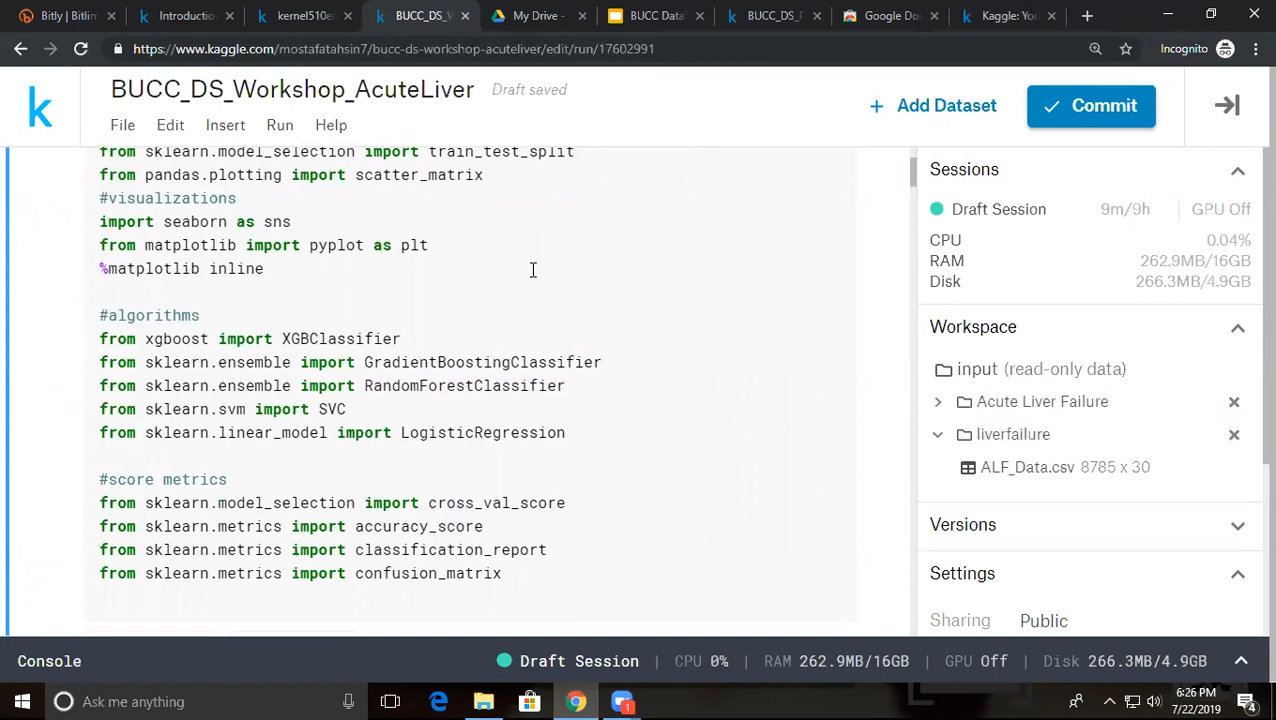 Bitly | Bitlin
Introduction
kernel510e
BUCC_DS_W
My Drive -
BUCC Data
BUCC_DS_F
Google Do
Kaggle: You
https://www.kaggle.com/mostafatahsin7/bucc-ds-workshop-acuteliver/edit/run/17602991
Incognito
k
BUCC_DS_Workshop_AcuteLiver
Draft saved
+ Add Dataset
Commit
File Edit Insert Run Help
from sklearn.model_selection import train_test_split
from pandas.plotting import scatter_matrix
#visualizations
import seaborn as sns
from matplotlib import pyplot as plt
%matplotlib inline
#algorithms
from xgboost import XGBClassifier
from sklearn.ensemble import GradientBoostingClassifier
from sklearn.ensemble import RandomForestClassifier
from sklearn.svm import SVC
from sklearn.linear_model import LogisticRegression
#score metrics
from sklearn.model_selection import cross_val_score
from sklearn.metrics import accuracy_score
from sklearn.metrics import classification_report
from sklearn.metrics import confusion_matrix
Sessions
Draft Session 9m/9h GPU Off
CPU 0.04%
RAM 262.9MB/16GB
Disk 266.3MB/4.9GB
Workspace
input (read-only data)
Acute Liver Failure
liverfailure
ALF_Data.csv 8785 x 30
Versions
Settings
Sharing Public
Console
Draft Session | CPU 0% | RAM 262.9MB/16GB | GPU Off | Disk 266.3MB/4.9GB
Ask me anything
1
6:26 PM
7/22/2019
4